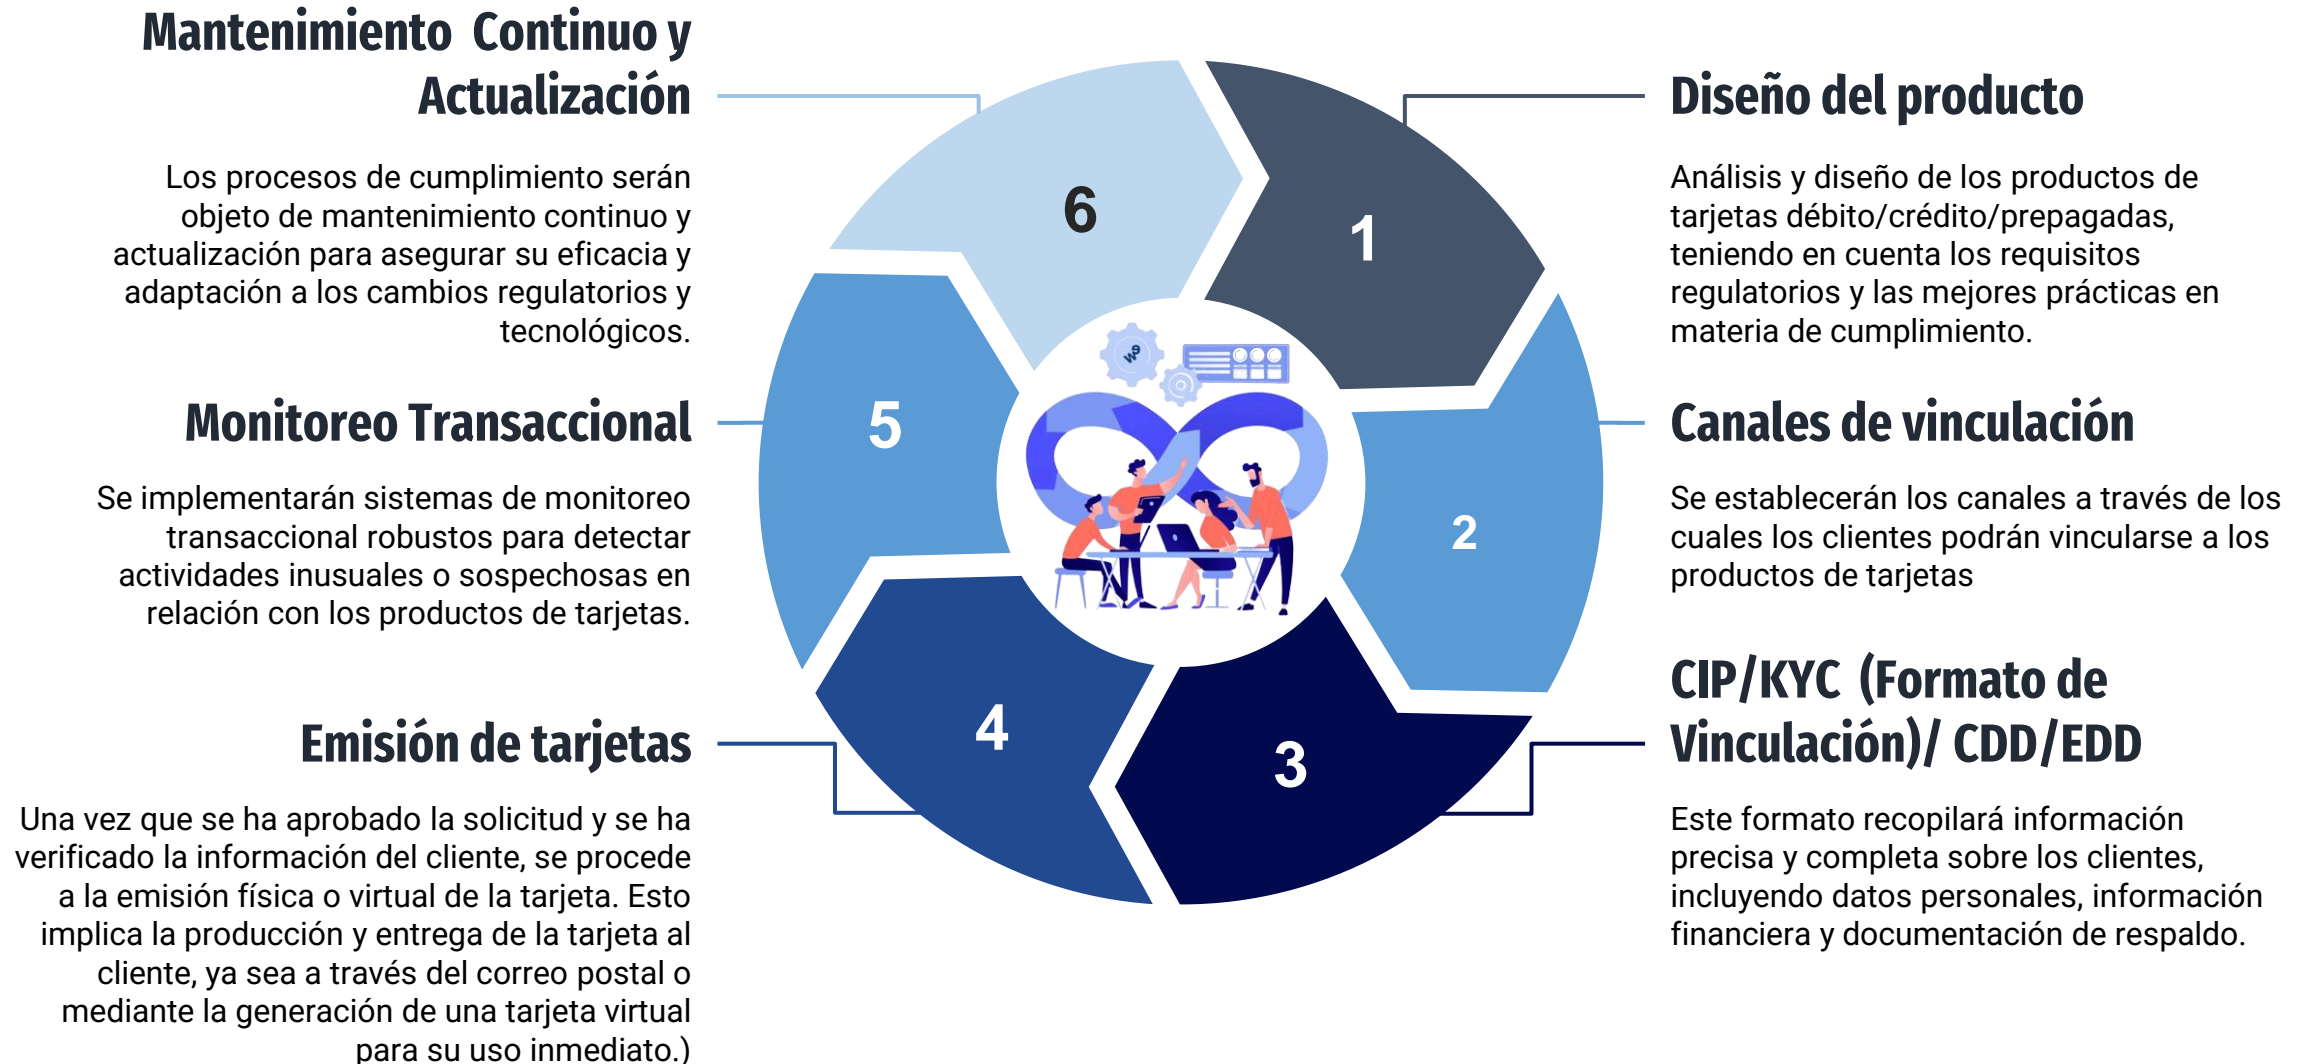 Mantenimiento Continuo y
Actualización
Los procesos de cumplimiento serán
objeto de mantenimiento continuo y
actualización para asegurar su eficacia y
adaptación a los cambios regulatorios y
tecnológicos.
Monitoreo Transaccional
Se implementarán sistemas de monitoreo
transaccional robustos para detectar
actividades inusuales o sospechosas en
relación con los productos de tarjetas.
Emisión de tarjetas
Una vez que se ha aprobado la solicitud y se ha
verificado la información del cliente, se procede
a la emisión física o virtual de la tarjeta. Esto
implica la producción y entrega de la tarjeta al
cliente, ya sea a través del correo postal o
mediante la generación de una tarjeta virtual
para su uso inmediato.)
6
1
5
2
4
3
Diseño del producto
Análisis y diseño de los productos de
tarjetas débito/crédito/prepagadas,
teniendo en cuenta los requisitos
regulatorios y las mejores prácticas en
materia de cumplimiento.
Canales de vinculación
Se establecerán los canales a través de los
cuales los clientes podrán vincularse a los
productos de tarjetas
CIP/KYC (Formato de
Vinculación)/ CDD/EDD
Este formato recopilará información
precisa y completa sobre los clientes,
incluyendo datos personales, información
financiera y documentación de respaldo.